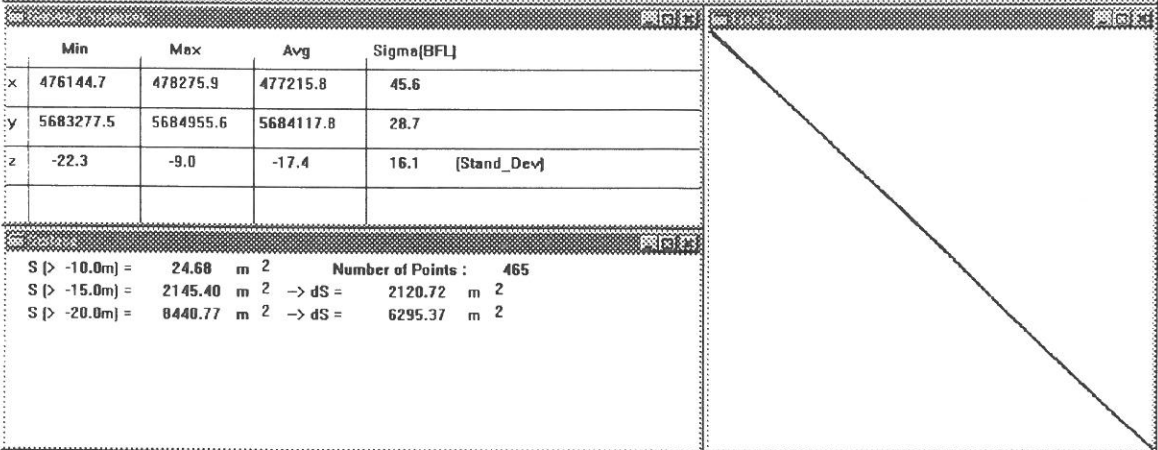 Min Max Avg Sigma(BFL)
x 476144.7 478275.9 477215.8 45.6
y 5683277.5 5684955.6 5684117.8 28.7
z -22.3 -9.0 -17.4 16.1 (Stand_Dev)
S (> -10.0m) = 24.68 m 2 Number of Points : 465
S (> -15.0m) = 2145.40 m 2 -> dS = 2120.72 m 2
S (> -20.0m) = 8440.77 m 2 -> dS = 6295.37 m 2